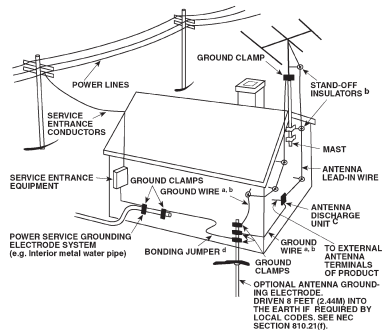 GROUND CLAMP
POWER LINES
STAND-OFF
INSULATORS b
SERVICE
ENTRANCE
CONDUCTORS
MAST
ANTENNA
LEAD-IN WIRE
SERVICE ENTRANCE
EQUIPMENT
GROUND CLAMPS
GROUND WIRE a, b
ANTENNA
DISCHARGE
UNIT C
POWER SERVICE GROUNDING
ELECTRODE SYSTEM
(e.g. Interior metal water pipe)
BONDING JUMPER d
GROUND
WIRE a, b
TO EXTERNAL
ANTENNA
TERMINALS
OF PRODUCT
GROUND
CLAMPS
OPTIONAL ANTENNA GROUND-
ING ELECTRODE.
DRIVEN 8 FEET (2.44M) INTO
THE EARTH IF REQUIRED BY
LOCAL CODES. SEE NEC
SECTION 810.21(f).